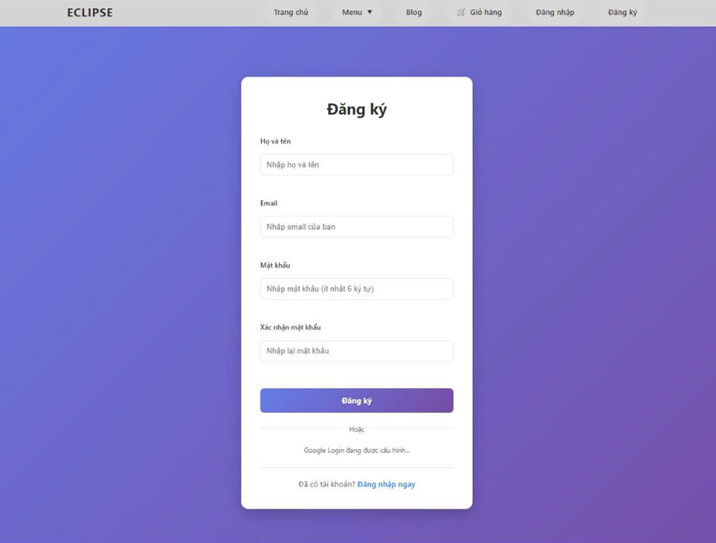 ECLIPSE
Trang chủ
Menu ▼
Blog
🛒 Giỏ hàng
Đăng nhập
Đăng ký
Đăng ký
Họ và tên
Nhập họ và tên
Email
Nhập email của bạn
Mật khẩu
Nhập mật khẩu (ít nhất 6 ký tự)
Xác nhận mật khẩu
Nhập lại mật khẩu
Đăng ký
Hoặc
Google Login đang được cấu hình...
Đã có tài khoản? Đăng nhập ngay